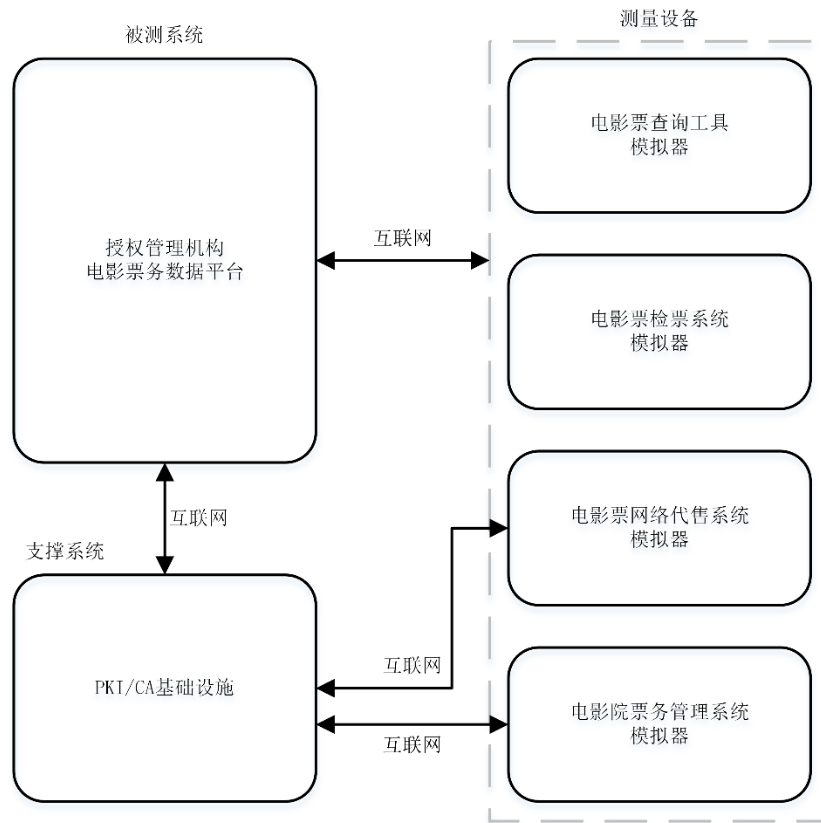 被测系统
测量设备
授权管理机构
电影票务数据平台
互联网
电影票查询工具
模拟器
电影票检票系统
模拟器
互联网
电影票网络代售系统
模拟器
支撑系统
PKI/CA基础设施
互联网
互联网
电影院票务管理系统
模拟器